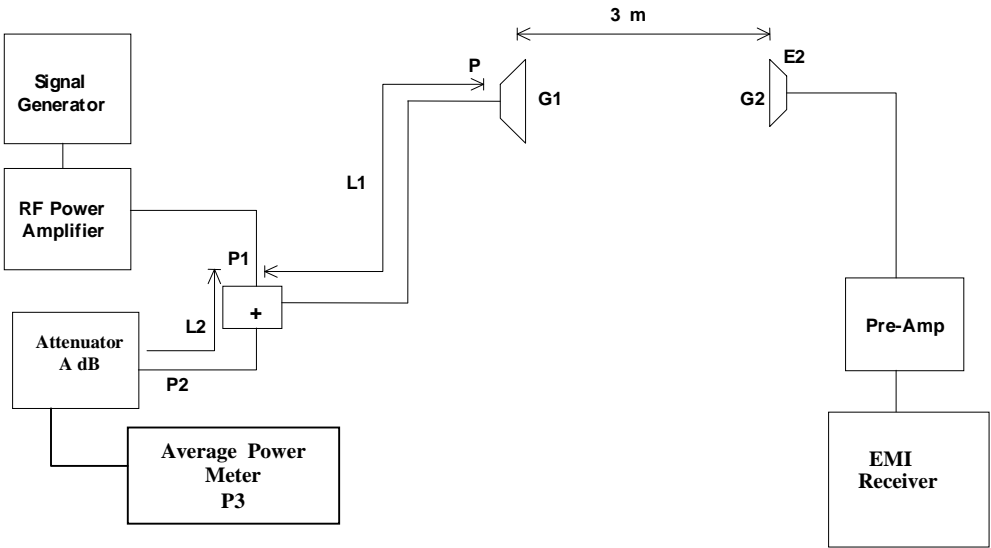 3 m
P
E2
Signal
Generator
G1
G2
L1
RF Power
Amplifier
P1
+
L2
Pre-Amp
Attenuator
A dB
P2
Average Power
Meter
P3
EMI
Receiver